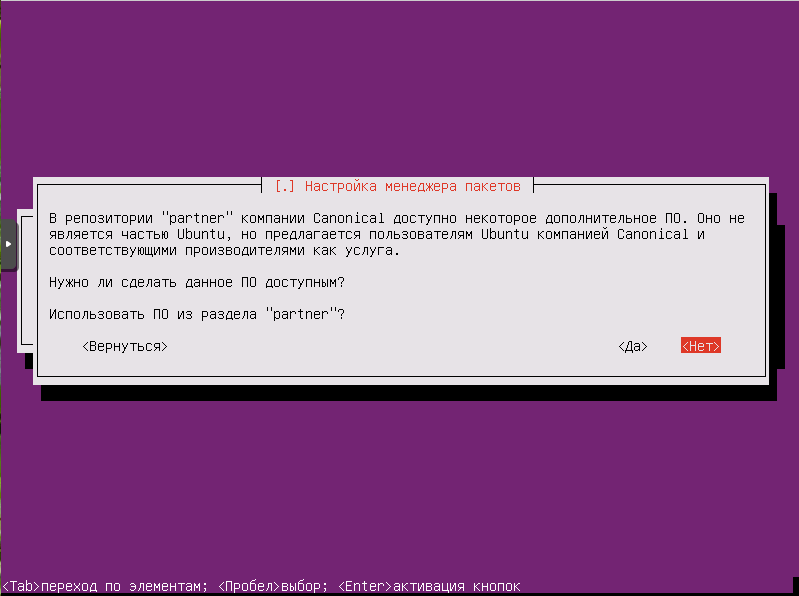 [.] Настройка менеджера пакетов
В репозитории "partner" компании Canonical доступно некоторое дополнительное ПО. Оно не
является частью Ubuntu, но предлагается пользователям Ubuntu компанией Canonical и
соответствующими производителями как услуга.
Нужно ли сделать данное ПО доступным?
Использовать ПО из раздела "partner"?
<Вернуться> <Да> <Нет>
<Tab>переход по элементам; <Пробел>выбор; <Enter>активация кнопок